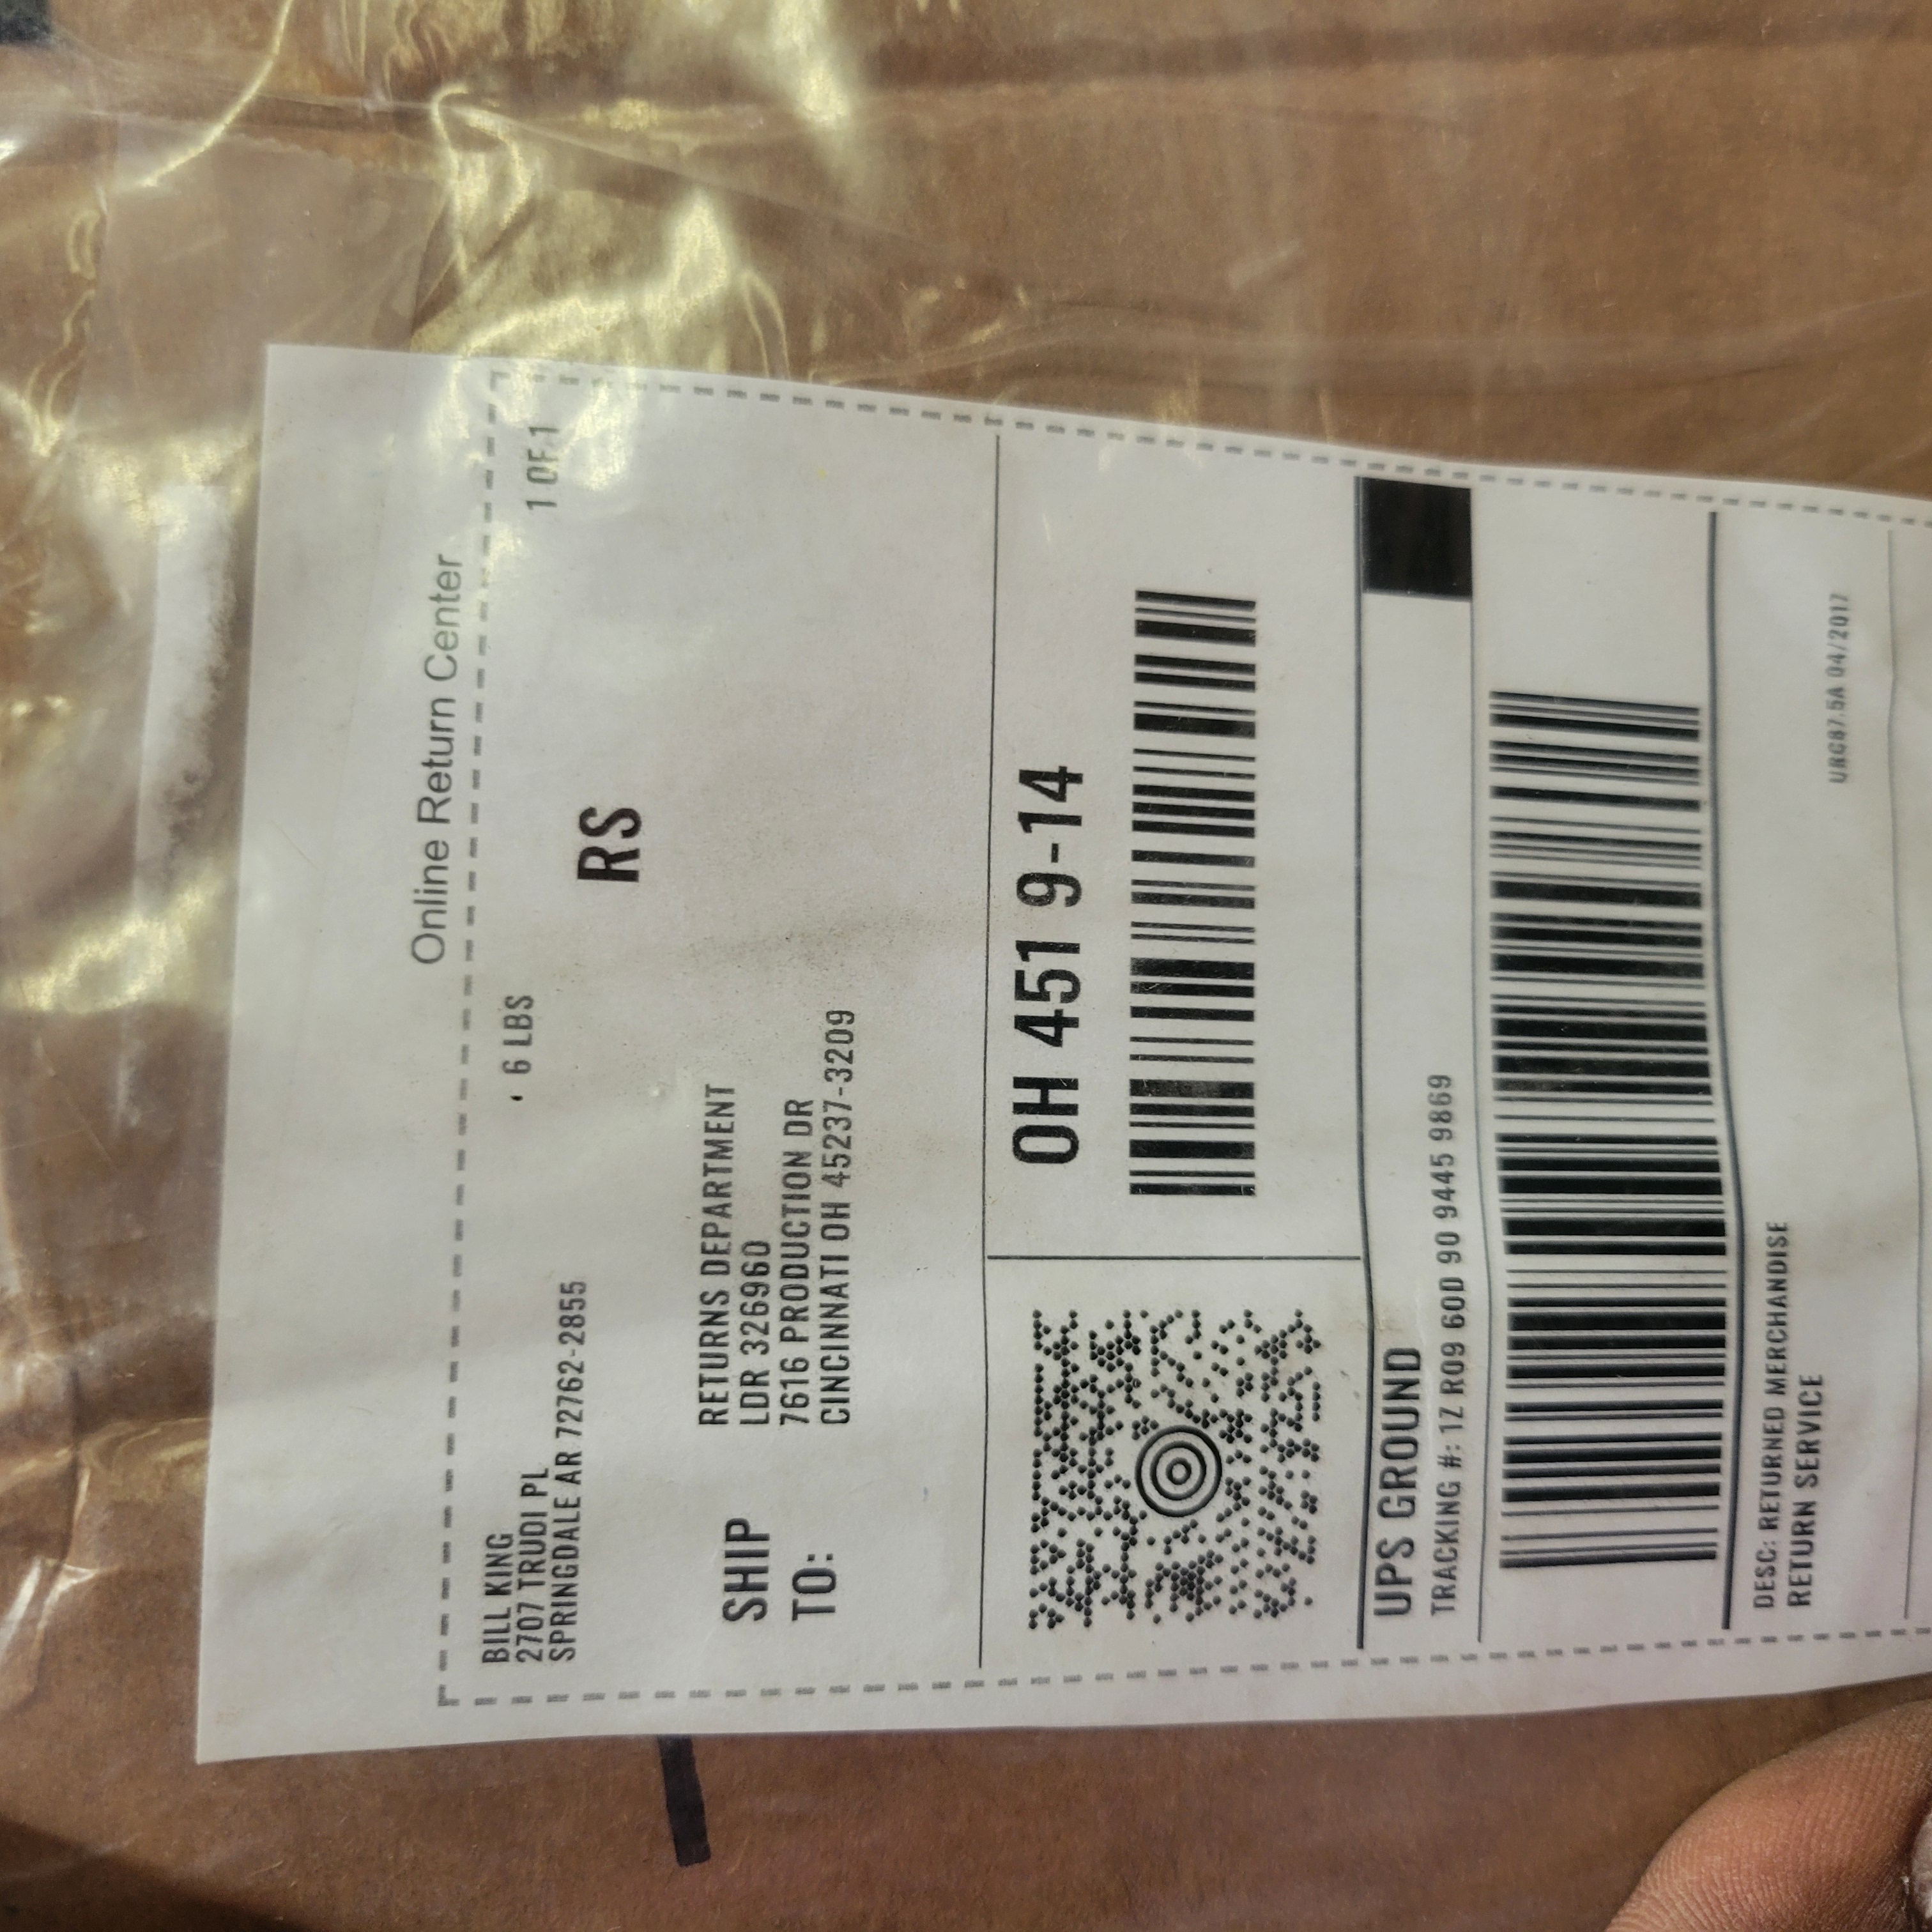 Online Return Center
BILL KING
2707 TRUDI PL
SPRINGDALE AR 72762-2855
6 LBS
1 OF 1
RS
SHIP
TO:
RETURNS DEPARTMENT
LDR 32696D
7616 PRODUCTION DR
CINCINNATI OH 45237-3209
OH 451 9-14
UPS GROUND
TRACKING #: 1Z R09 60D 90 9445 9869
DESC: RETURNED MERCHANDISE
RETURN SERVICE
URC87.5A 04/2017